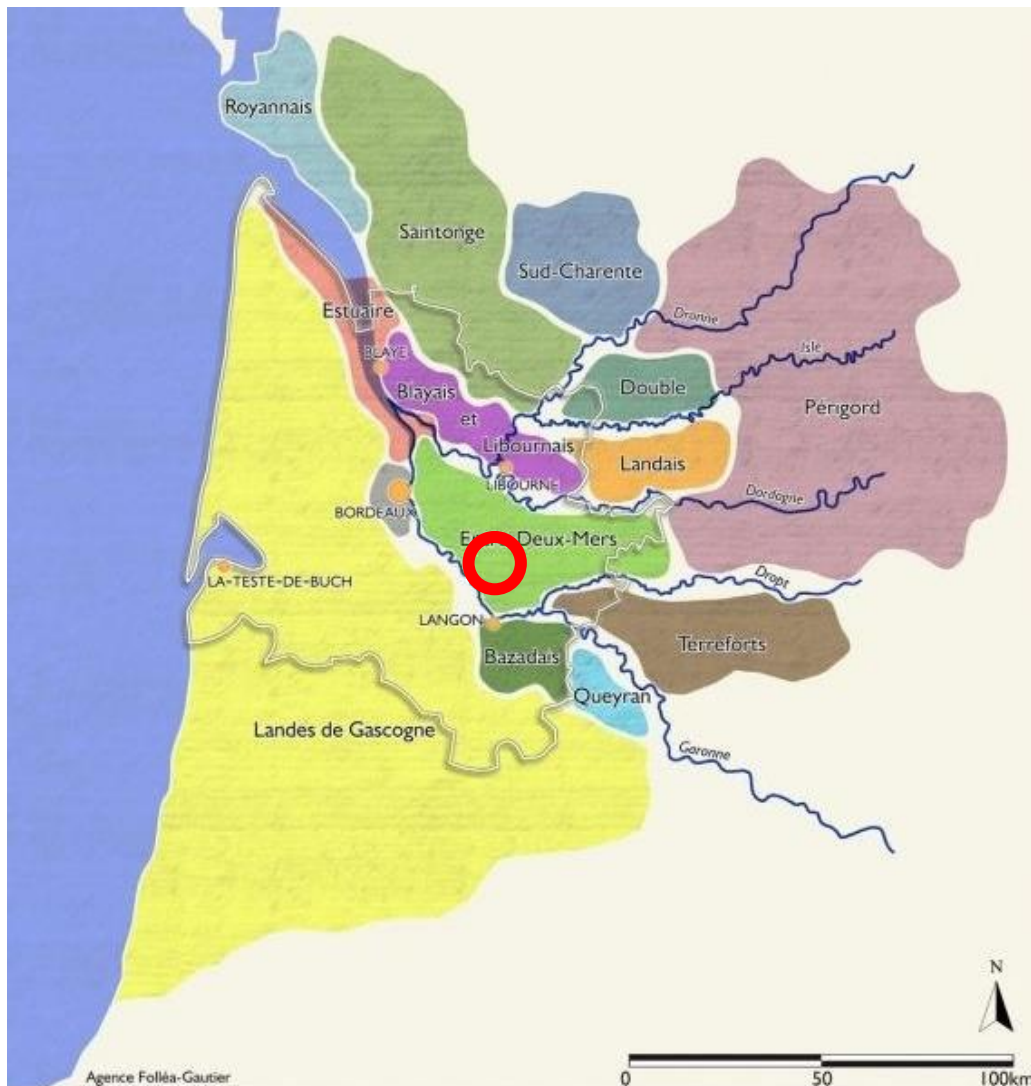 Royannais
Saintonge
Sud-Charente
Dronne
Estuaire
Isle
BLAYE
Double
Blayais
et
Périgord
Libournais
Landais
LIBOURNE
Dordogne
BORDEAUX
Deux-Mers
LA-TESTE-DE-BUCH
Dropt
LANGON
Terreforts
Bazadais
Queyran
Landes de Gascogne
Garonne
N
Agence Folléa-Gautier
0 50 100km